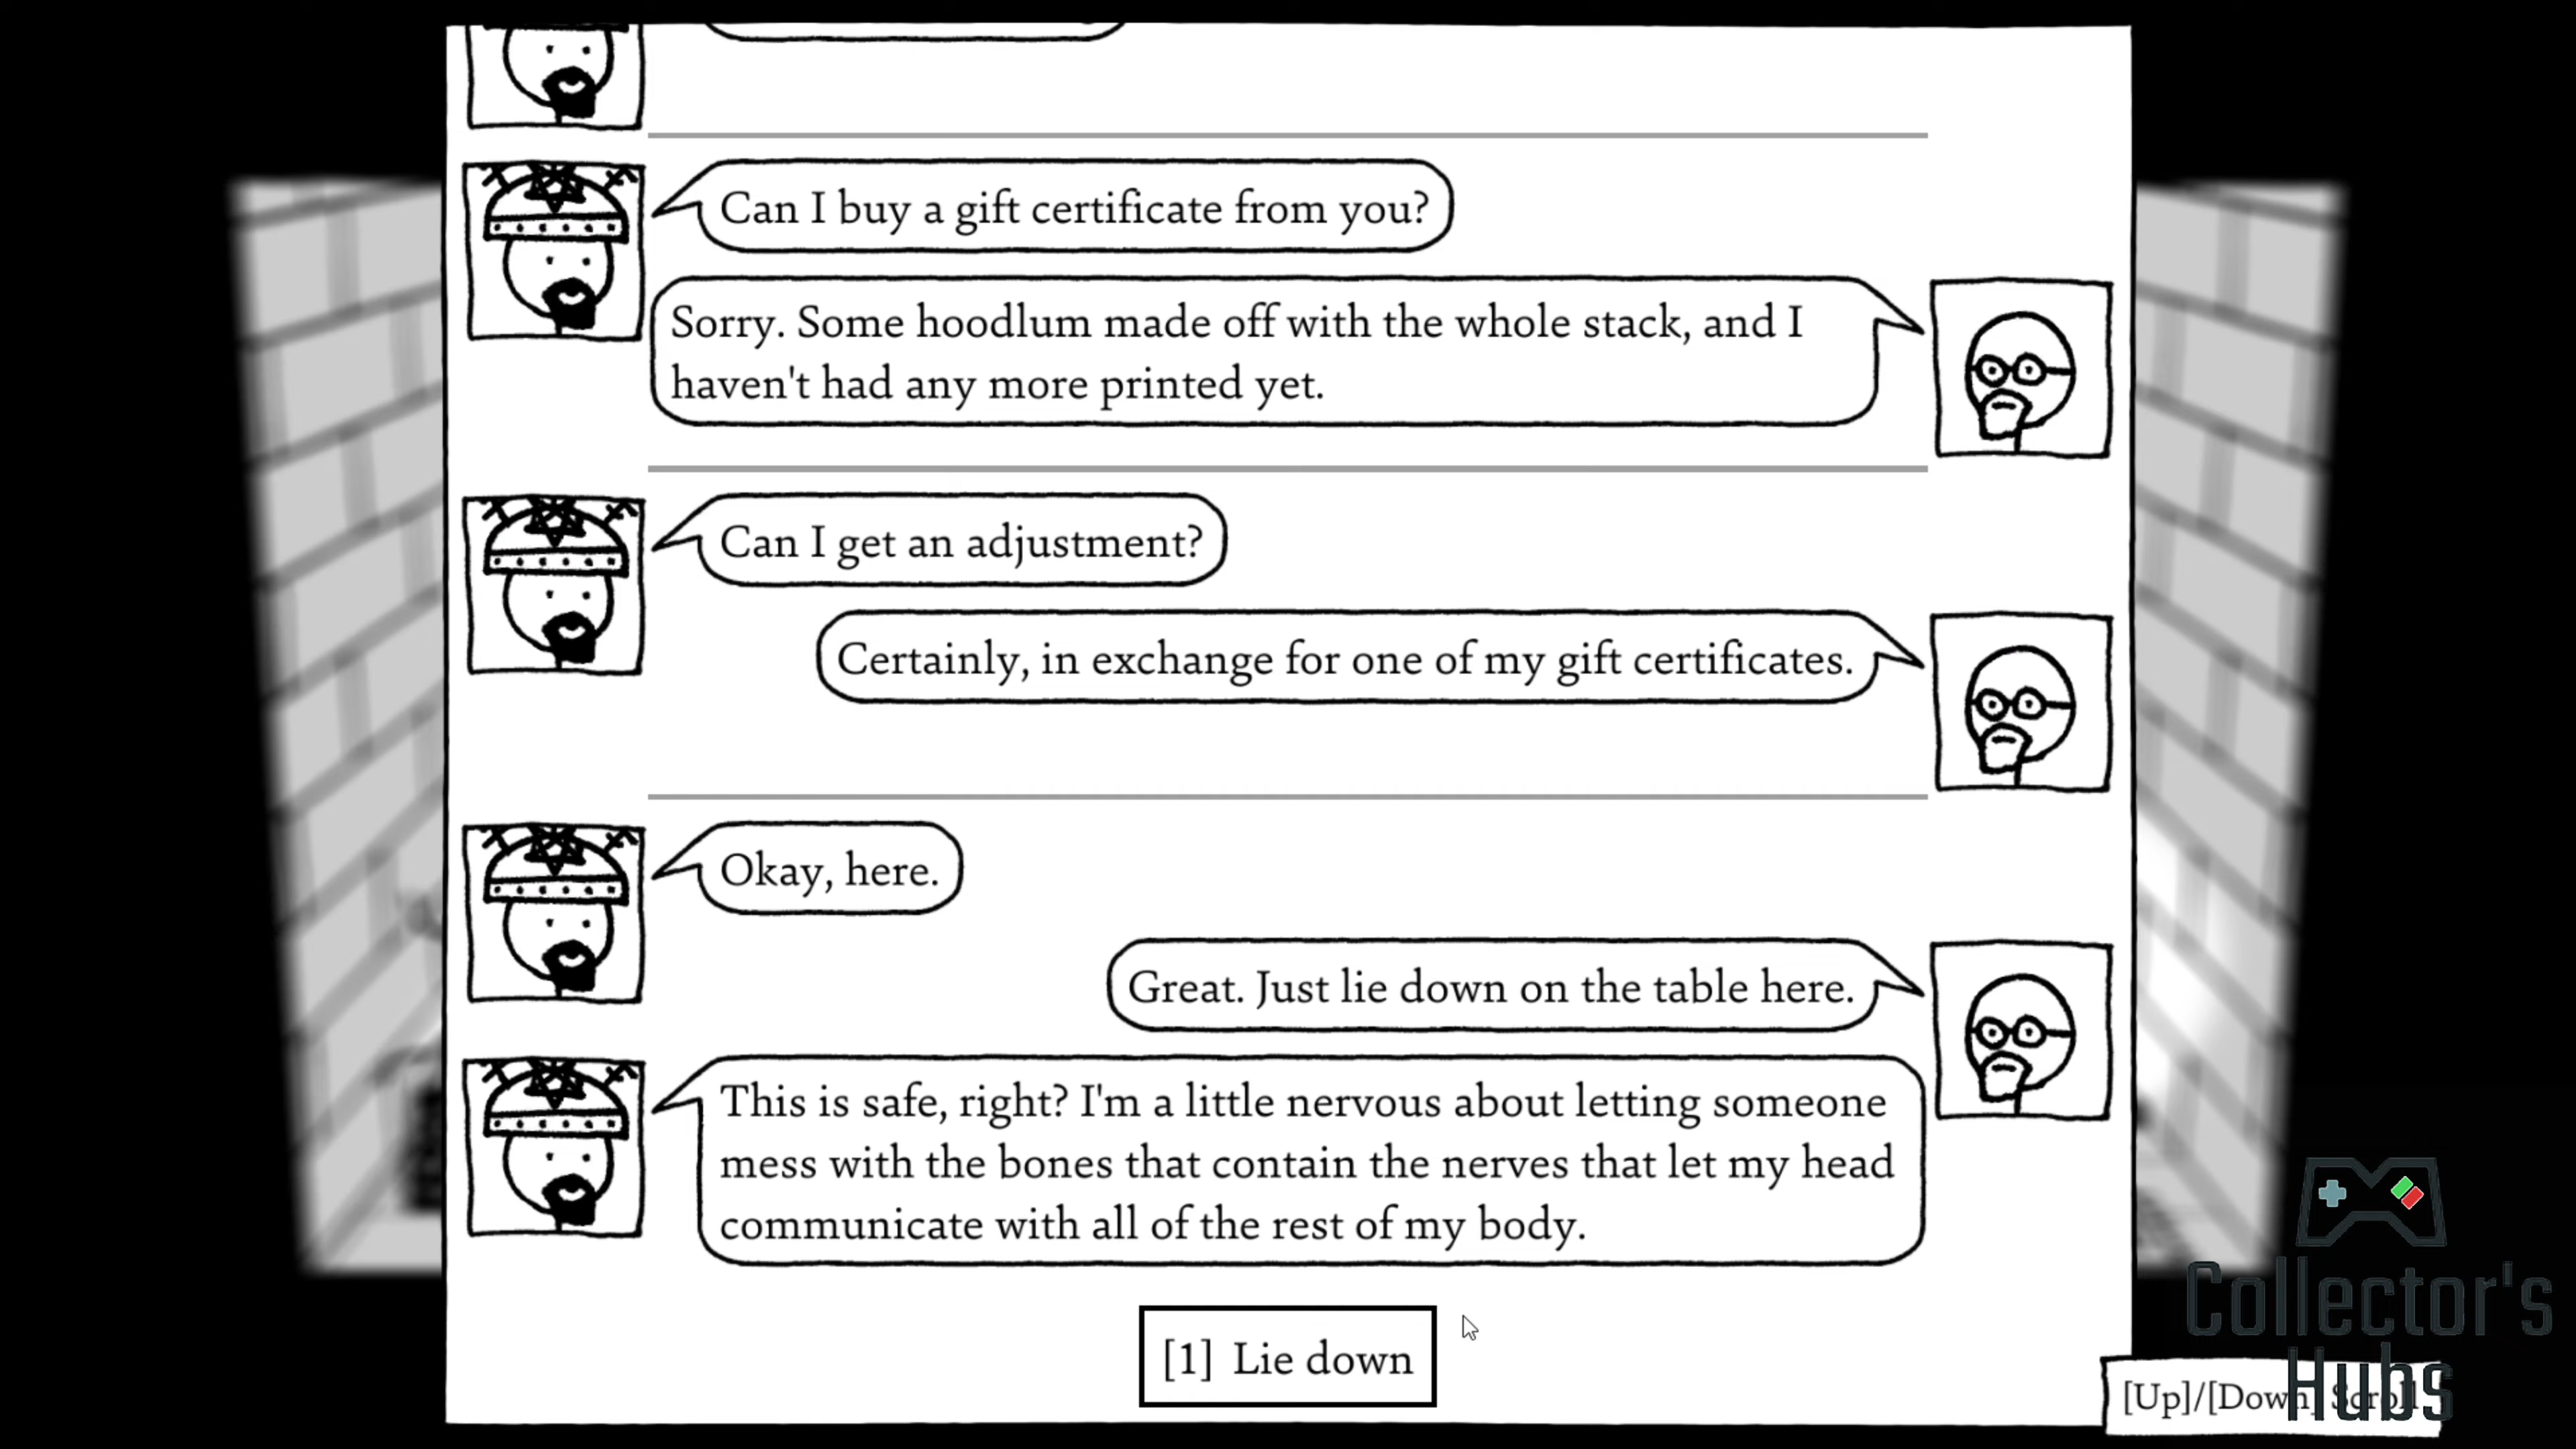 Can I buy a gift certificate from you?
Sorry. Some hoodlum made off with the whole stack, and I
haven't had any more printed yet.
Can I get an adjustment?
Certainly, in exchange for one of my gift certificates.
Okay, here.
Great. Just lie down on the table here.
This is safe, right? I'm a little nervous about letting someone
mess with the bones that contain the nerves that let my head
communicate with all of the rest of my body.
[1] Lie down
Collector's
Hubs
[Up]/[Down] Scroll